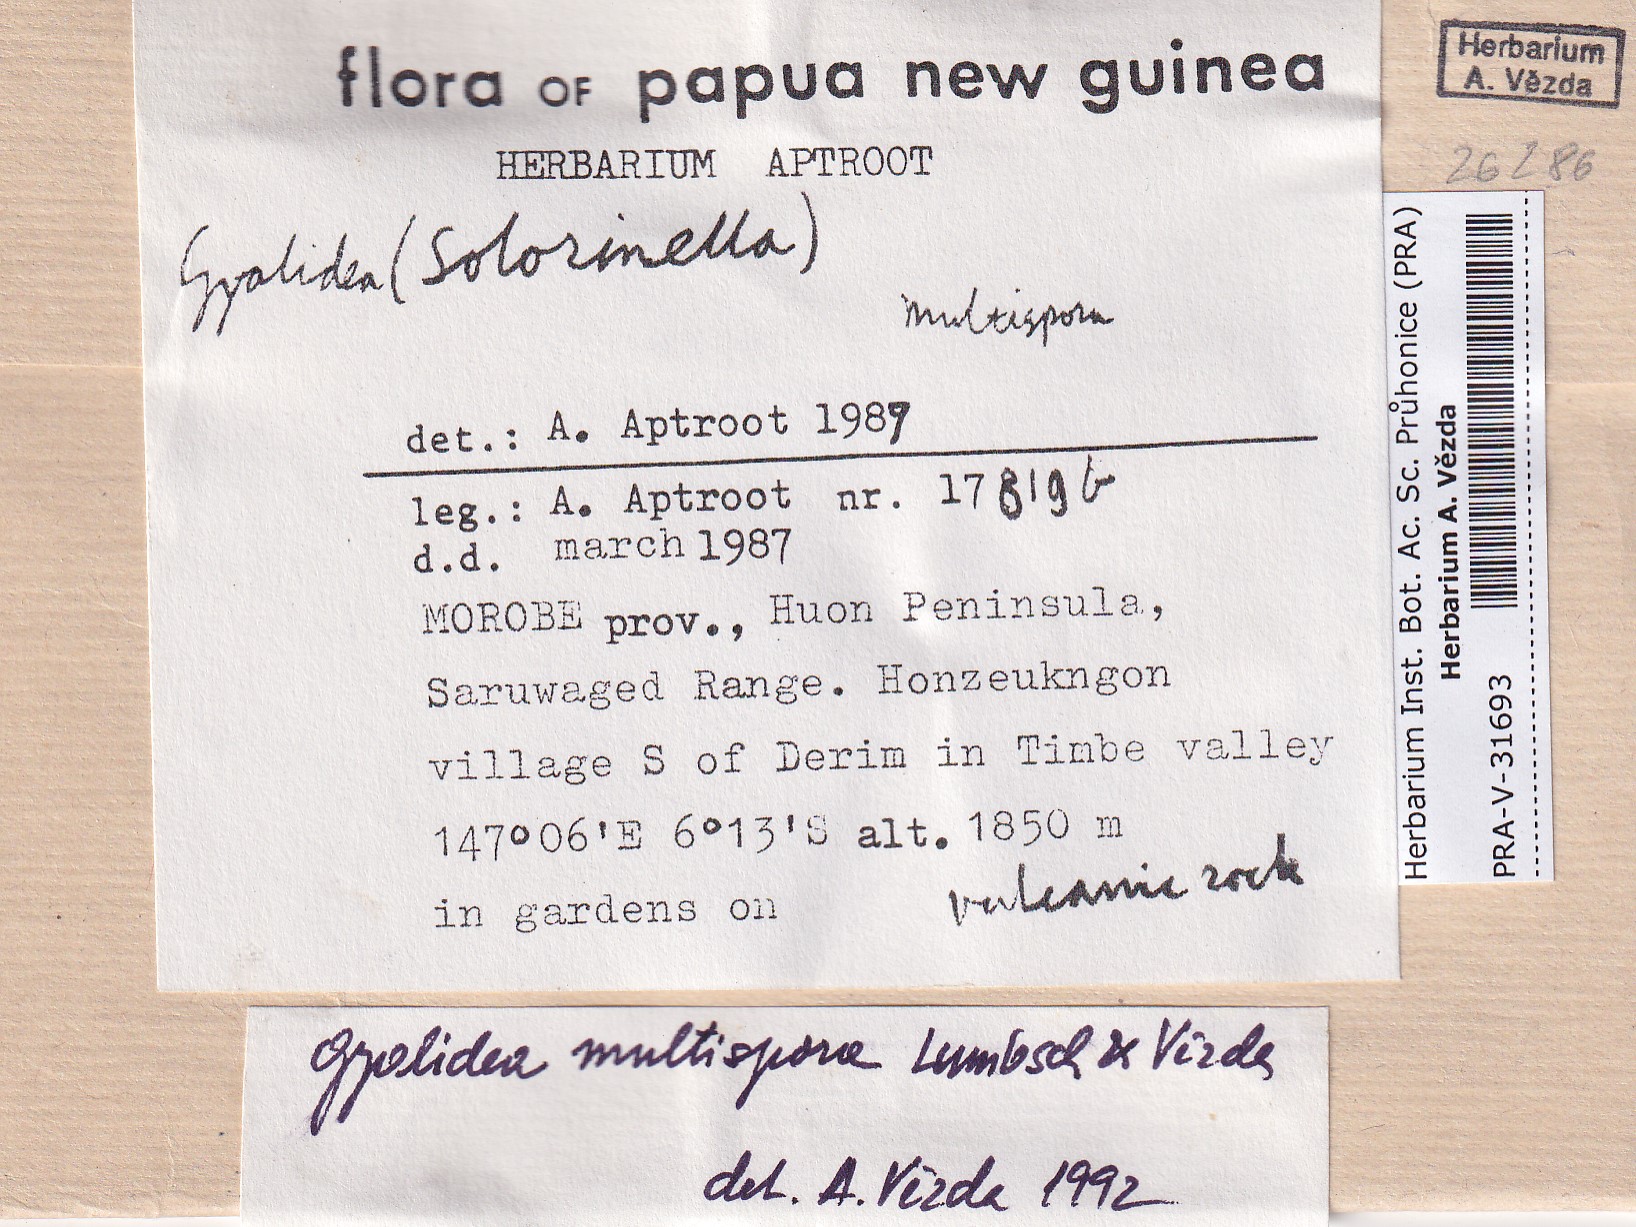 flora OF papua new guinea
HERBARIUM APTROOT
Gyalidea (Solorinella)
multispora
det.: A. Aptroot 1989
leg.: A. Aptroot nr. 17819b
d.d. march 1987
MOROBE prov., Huon Peninsula,
Saruwaged Range. Honzeukngon
village S of Derim in Timbe valley
147°06'E 6°13'S alt. 1850 m
in gardens on vulcanic rock
Gyalidea multispora Lumbsch & Vězda
det. A. Vězda 1992
Herbarium
A. Vězda
26286
Herbarium Inst. Bot. Ac. Sc. Průhonice (PRA)
Herbarium A. Vězda
PRA-V-31693